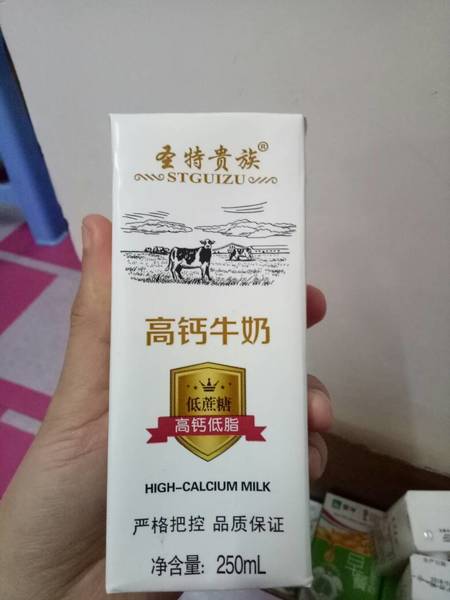 圣特贵族®
STGUIZU
高钙牛奶
低蔗糖
高钙低脂
HIGH-CALCIUM MILK
严格把控 品质保证
净含量: 250mL